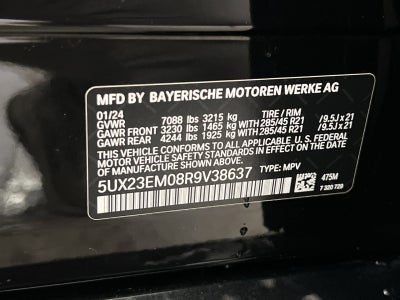 MFD BY BAYERISCHE MOTOREN WERKE AG
01/24
GVWR 7088 lbs 3215 kg TIRE / RIM
GAWR FRONT 3230 lbs 1465 kg WITH 285/45 R21 / 9.5J x 21
GAWR REAR 4244 lbs 1925 kg WITH 285/45 R21 / 9.5J x 21
THIS VEHICLE CONFORMS TO ALL APPLICABLE U.S. FEDERAL
MOTOR VEHICLE SAFETY STANDARDS IN EFFECT ON THE
DATE OF MANUFACTURE SHOWN ABOVE.
5UX23EM08R9V38637 TYPE: MPV
475M
7 320 729